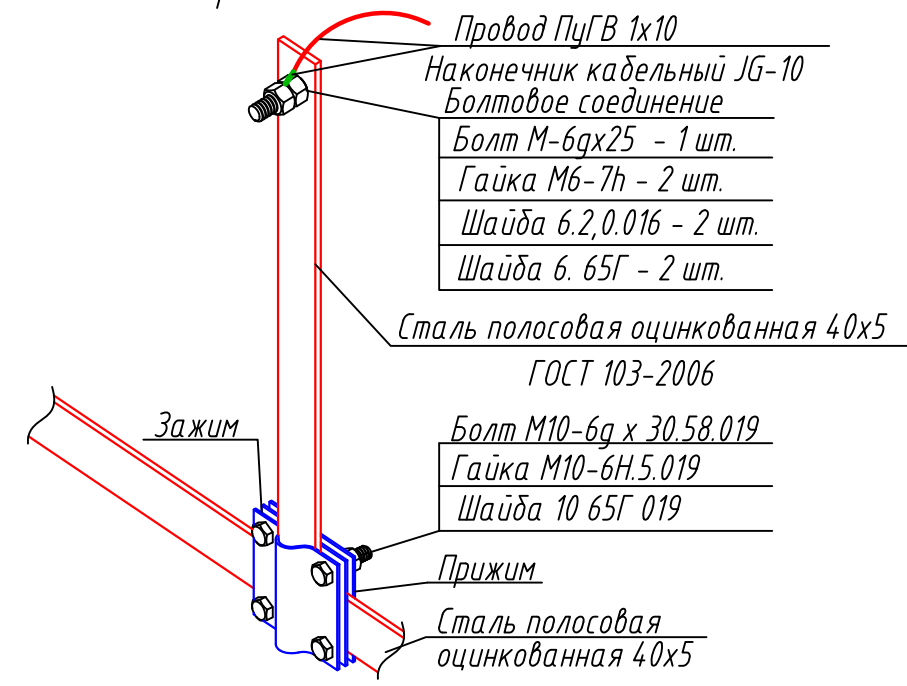 Провод ПуГВ 1х10
Наконечник кабельный JG-10
Болтовое соединение
Болт М-6gх25 - 1 шт.
Гайка М6-7h - 2 шт.
Шайба 6.2,0.016 - 2 шт.
Шайба 6. 65Г - 2 шт.
Сталь полосовая оцинкованная 40х5
ГОСТ 103-2006
Зажим
Болт М10-6g х 30.58.019
Гайка М10-6Н.5.019
Шайба 10 65Г 019
Прижим
Сталь полосовая
оцинкованная 40х5